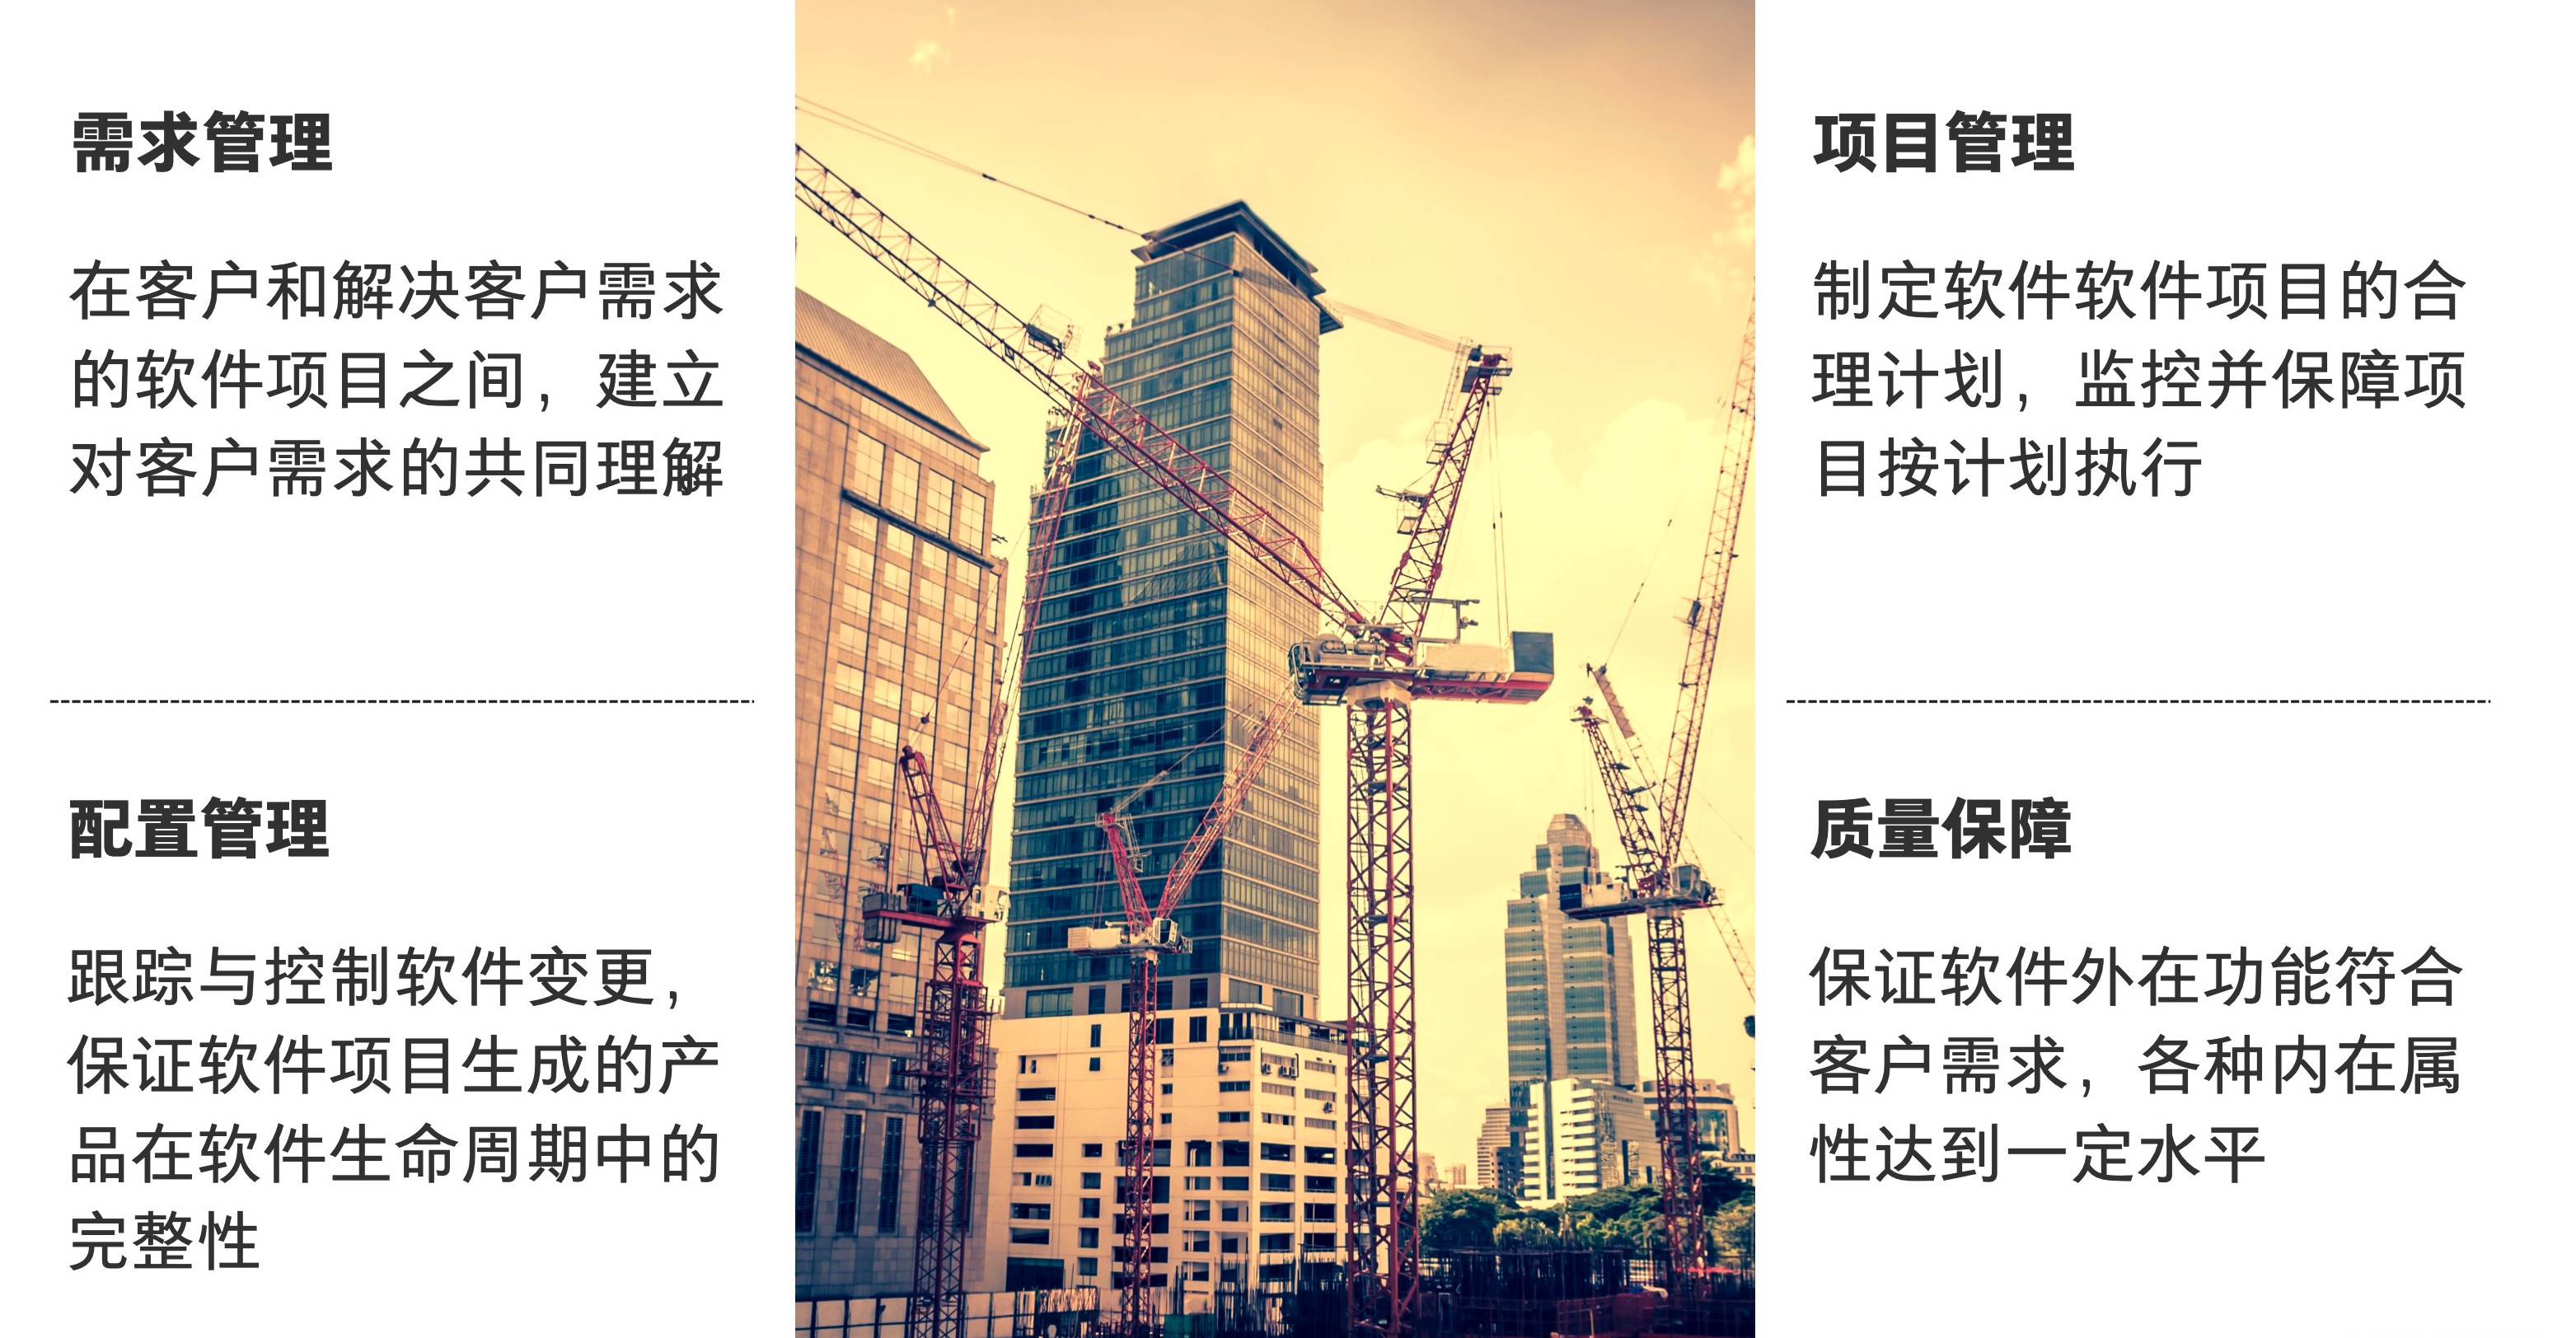 需求管理
在客户和解决客户需求
的软件项目之间，建立
对客户需求的共同理解
配置管理
跟踪与控制软件变更，
保证软件项目生成的产
品在软件生命周期中的
完整性
项目管理
制定软件软件项目的合
理计划，监控并保障项
目按计划执行
质量保障
保证软件外在功能符合
客户需求，各种内在属
性达到一定水平